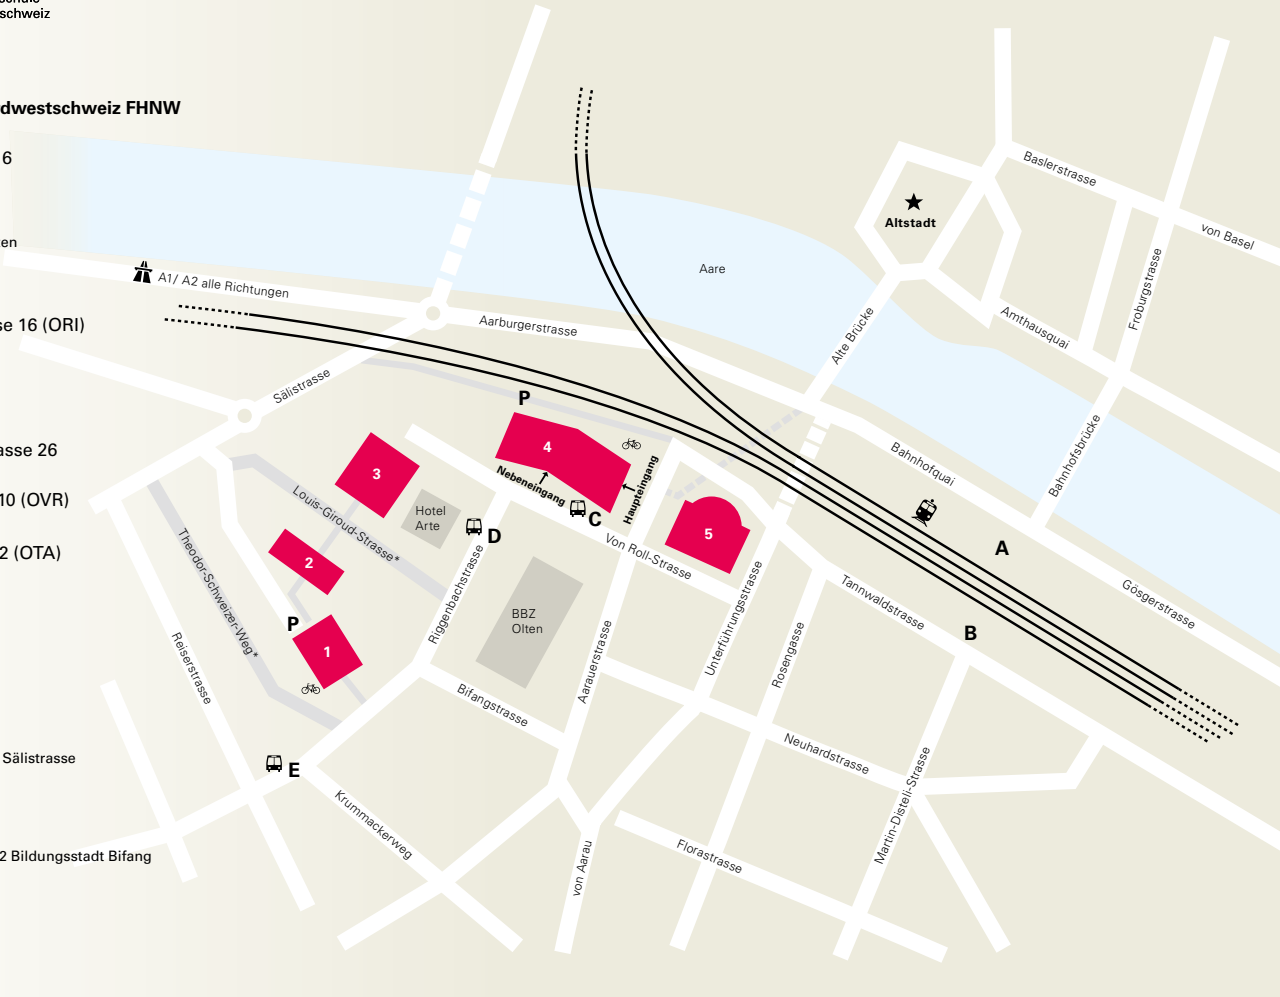 schweiz
dwestschweiz FHNW
6
ten
se 16 (ORI)
asse 26
10 (OVR)
2 (OTA)
Sälistrasse
2 Bildungsstadt Bifang
A1/ A2 alle Richtungen
Aarburgerstrasse
Sälistrasse
Aare
Altstadt
Baslerstrasse
von Basel
Froburgstrasse
Amthausquai
Alte Brücke
Bahnhofsbrücke
Bahnhofquai
Gösgerstrasse
P
4
Nebeneingang
Haupteingang
C
3
Hotel
Arte
D
5
A
B
Louis-Giroud-Strasse*
Von Roll-Strasse
Theodor-Schweizer-Weg*
2
P
1
Riggenbachstrasse
BBZ
Olten
Tannwaldstrasse
Unterführungsstrasse
Rosengasse
Aarauerstrasse
Reiserstrasse
Bifangstrasse
Neuhardstrasse
Martin-Disteli-Strasse
E
Krummackerweg
von Aarau
Florastrasse